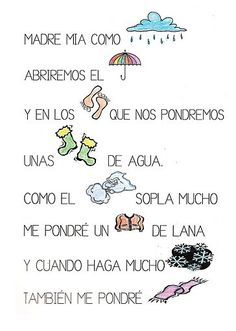 MADRE MIA COMO
ABRIREMOS EL
Y EN LOS QUE NOS PONDREMOS
UNAS DE AGUA.
COMO EL SOPLA MUCHO
ME PONDRÉ UN DE LANA
Y CUANDO HAGA MUCHO
TAMBIÉN ME PONDRÉ